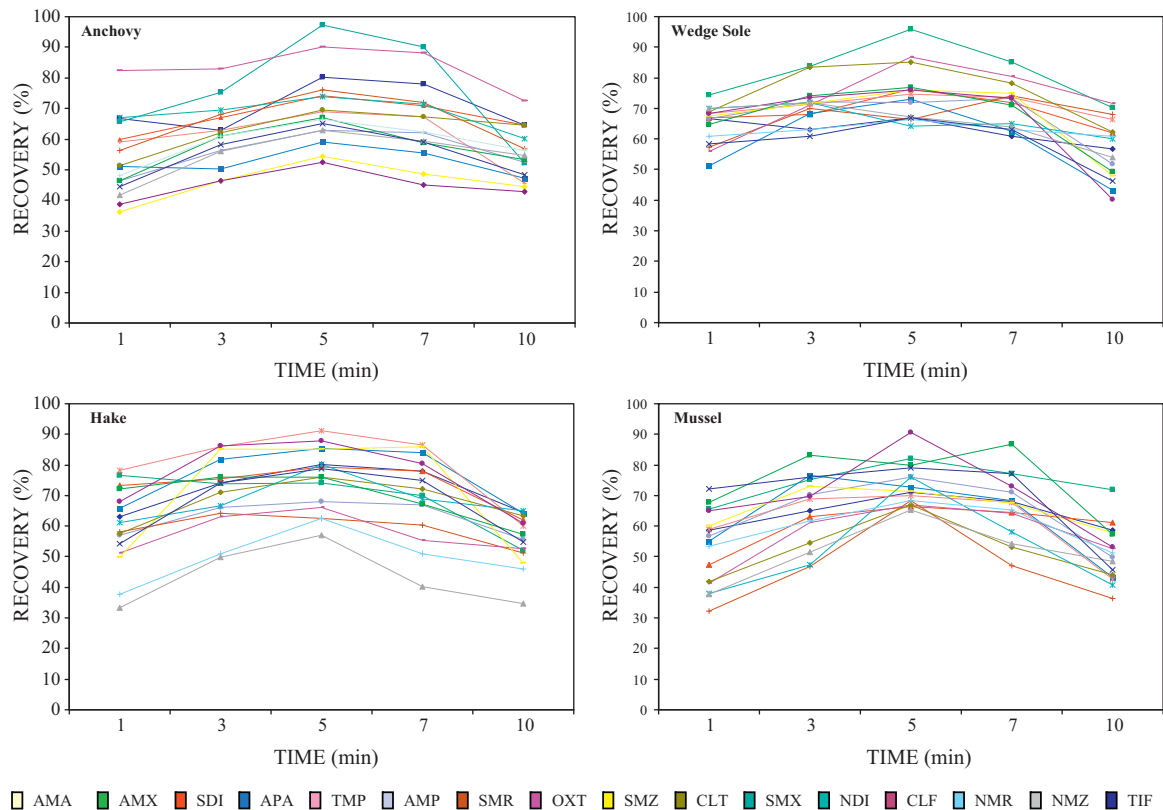 Anchovy
RECOVERY (%)
100
90
80
70
60
50
40
30
20
10
0
1 3 5 7 10
TIME (min)
Wedge Sole
RECOVERY (%)
100
90
80
70
60
50
40
30
20
10
0
1 3 5 7 10
TIME (min)
Hake
RECOVERY (%)
100
90
80
70
60
50
40
30
20
10
0
1 3 5 7 10
TIME (min)
Mussel
RECOVERY (%)
100
90
80
70
60
50
40
30
20
10
0
1 3 5 7 10
TIME (min)
AMA AMX SDI APA TMP AMP SMR OXT SMZ CLT SMX NDI CLF NMR NMZ TIF